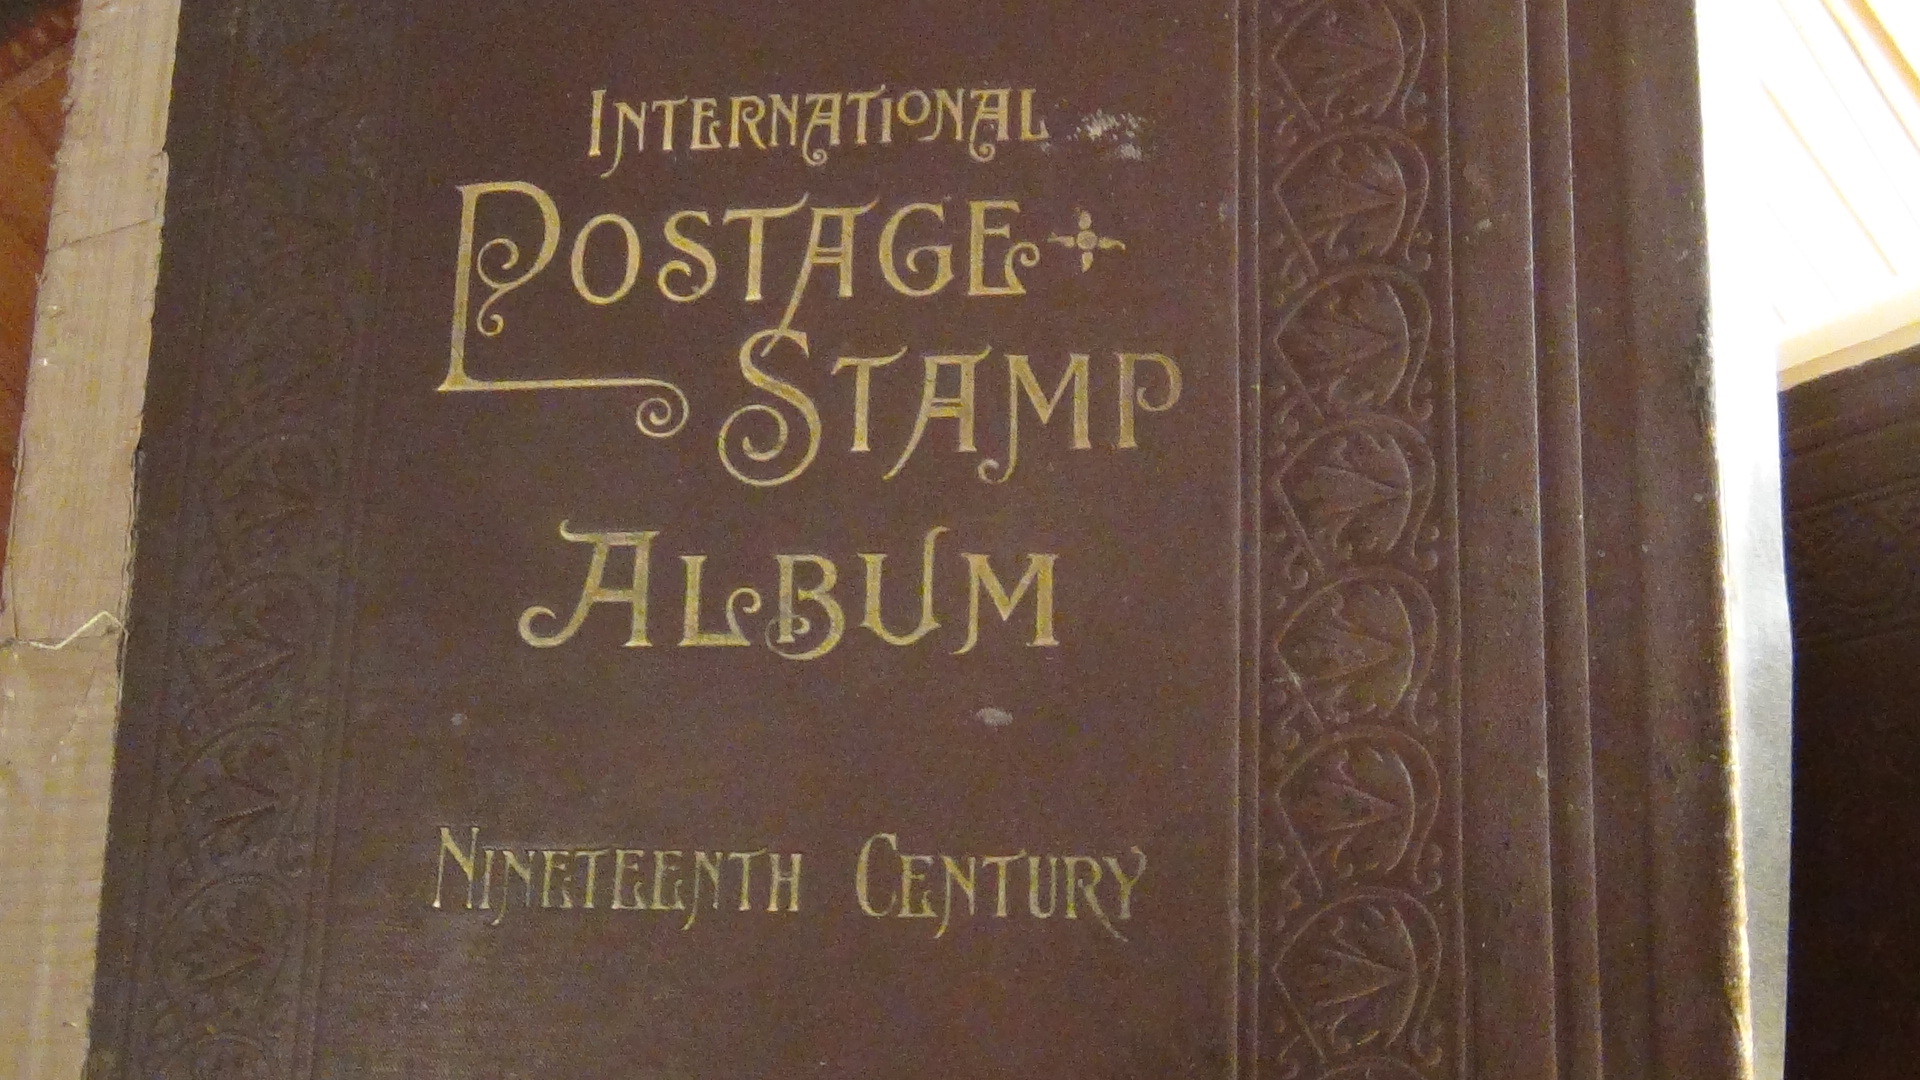 INTERNATIONAL
POSTAGE
STAMP
ALBUM
NINETEENTH CENTURY